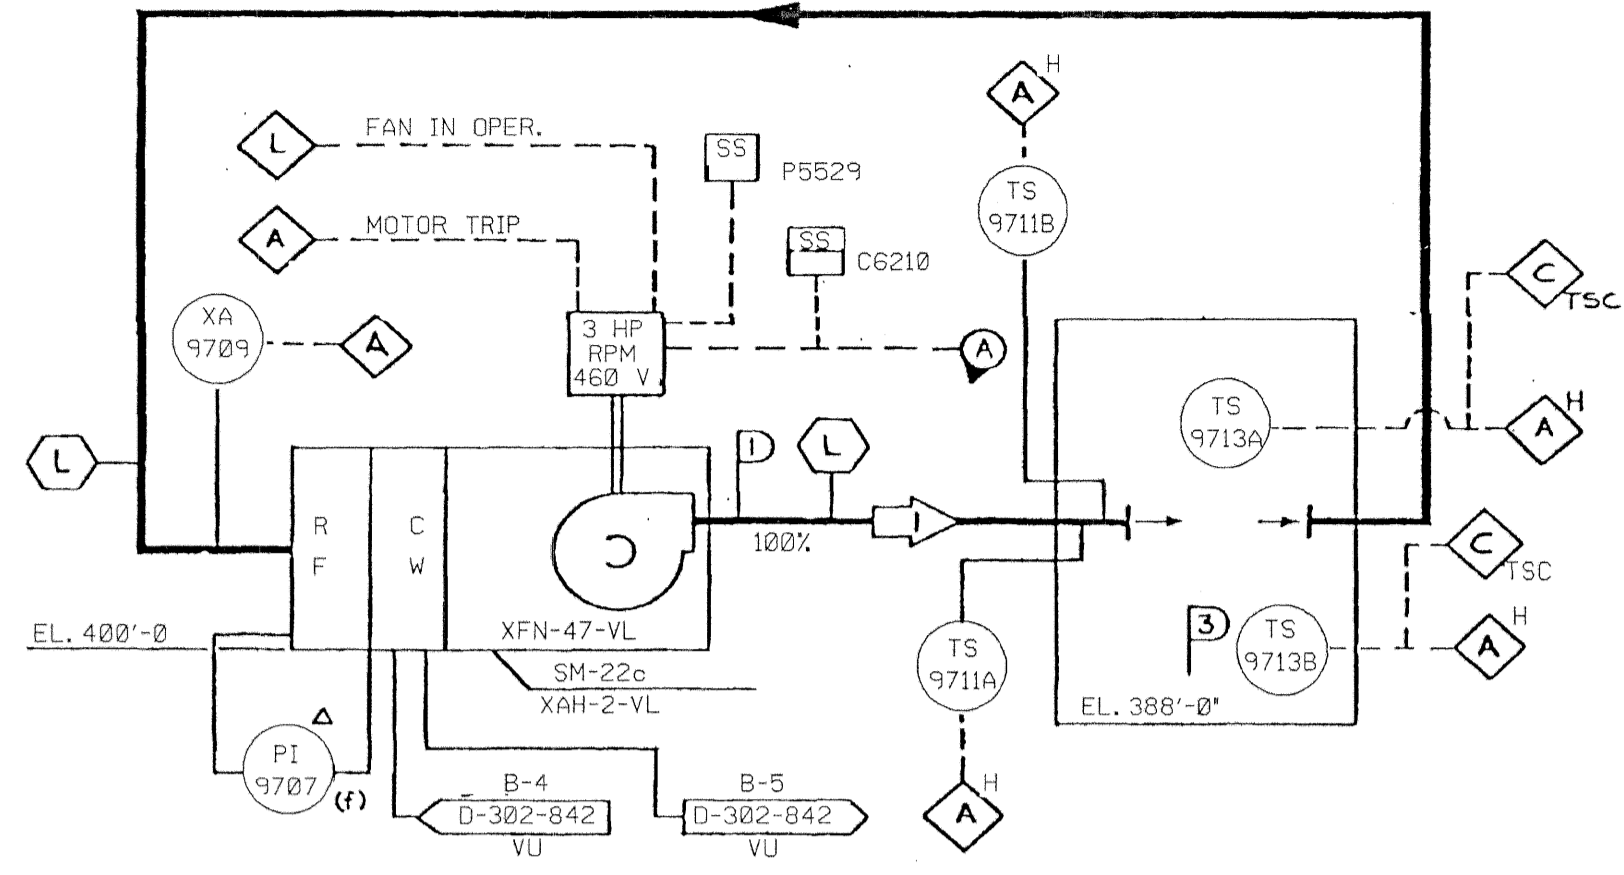 H
A
L
FAN IN OPER.
SS
P5529
TS
9711B
A
MOTOR TRIP
SS
C6210
C
TSC
XA
9709
A
3 HP
RPM
460 V
A
TS
9713A
H
A
L
1
L
R
F
C
W
100%
1
C
TSC
EL. 400'-0
XFN-47-VL
SM-22c
XAH-2-VL
TS
9711A
3
TS
9713B
H
A
EL. 388'-0"
Δ
PI
9707
(f)
B-4
D-302-842
VU
B-5
D-302-842
VU
H
A